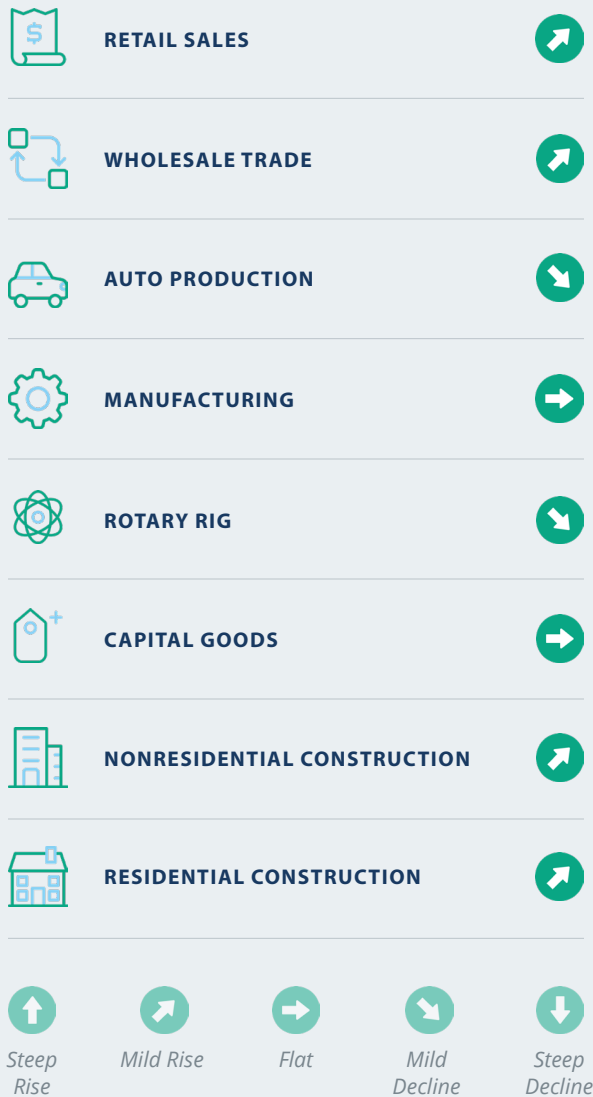 $
RETAIL SALES
WHOLESALE TRADE
AUTO PRODUCTION
MANUFACTURING
ROTARY RIG
CAPITAL GOODS
NONRESIDENTIAL CONSTRUCTION
RESIDENTIAL CONSTRUCTION
Steep
Rise
Mild Rise
Flat
Mild
Decline
Steep
Decline